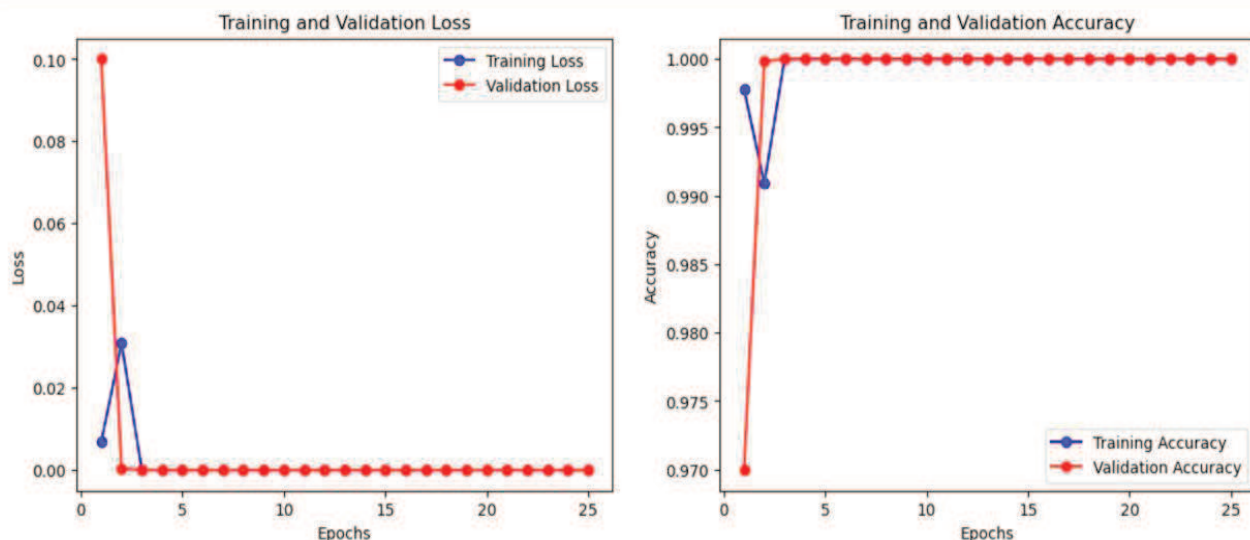 Training and Validation Loss
0.10
0.08
0.06
0.04
0.02
0.00
Loss
Training Loss
Validation Loss
0
5
10
15
20
25
Epochs
Training and Validation Accuracy
1.000
0.995
0.990
0.985
0.980
0.975
0.970
Accuracy
Training Accuracy
Validation Accuracy
0
5
10
15
20
25
Epochs